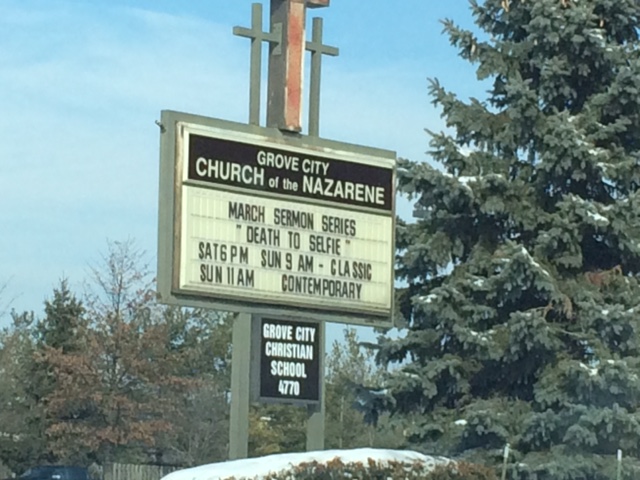 GROVE CITY
CHURCH of the NAZARENE
MARCH SERMON SERIES
"DEATH TO SELFIE"
SAT 6 PM SUN 9 AM - CLASSIC
SUN 11 AM CONTEMPORARY
GROVE CITY
CHRISTIAN
SCHOOL
4770